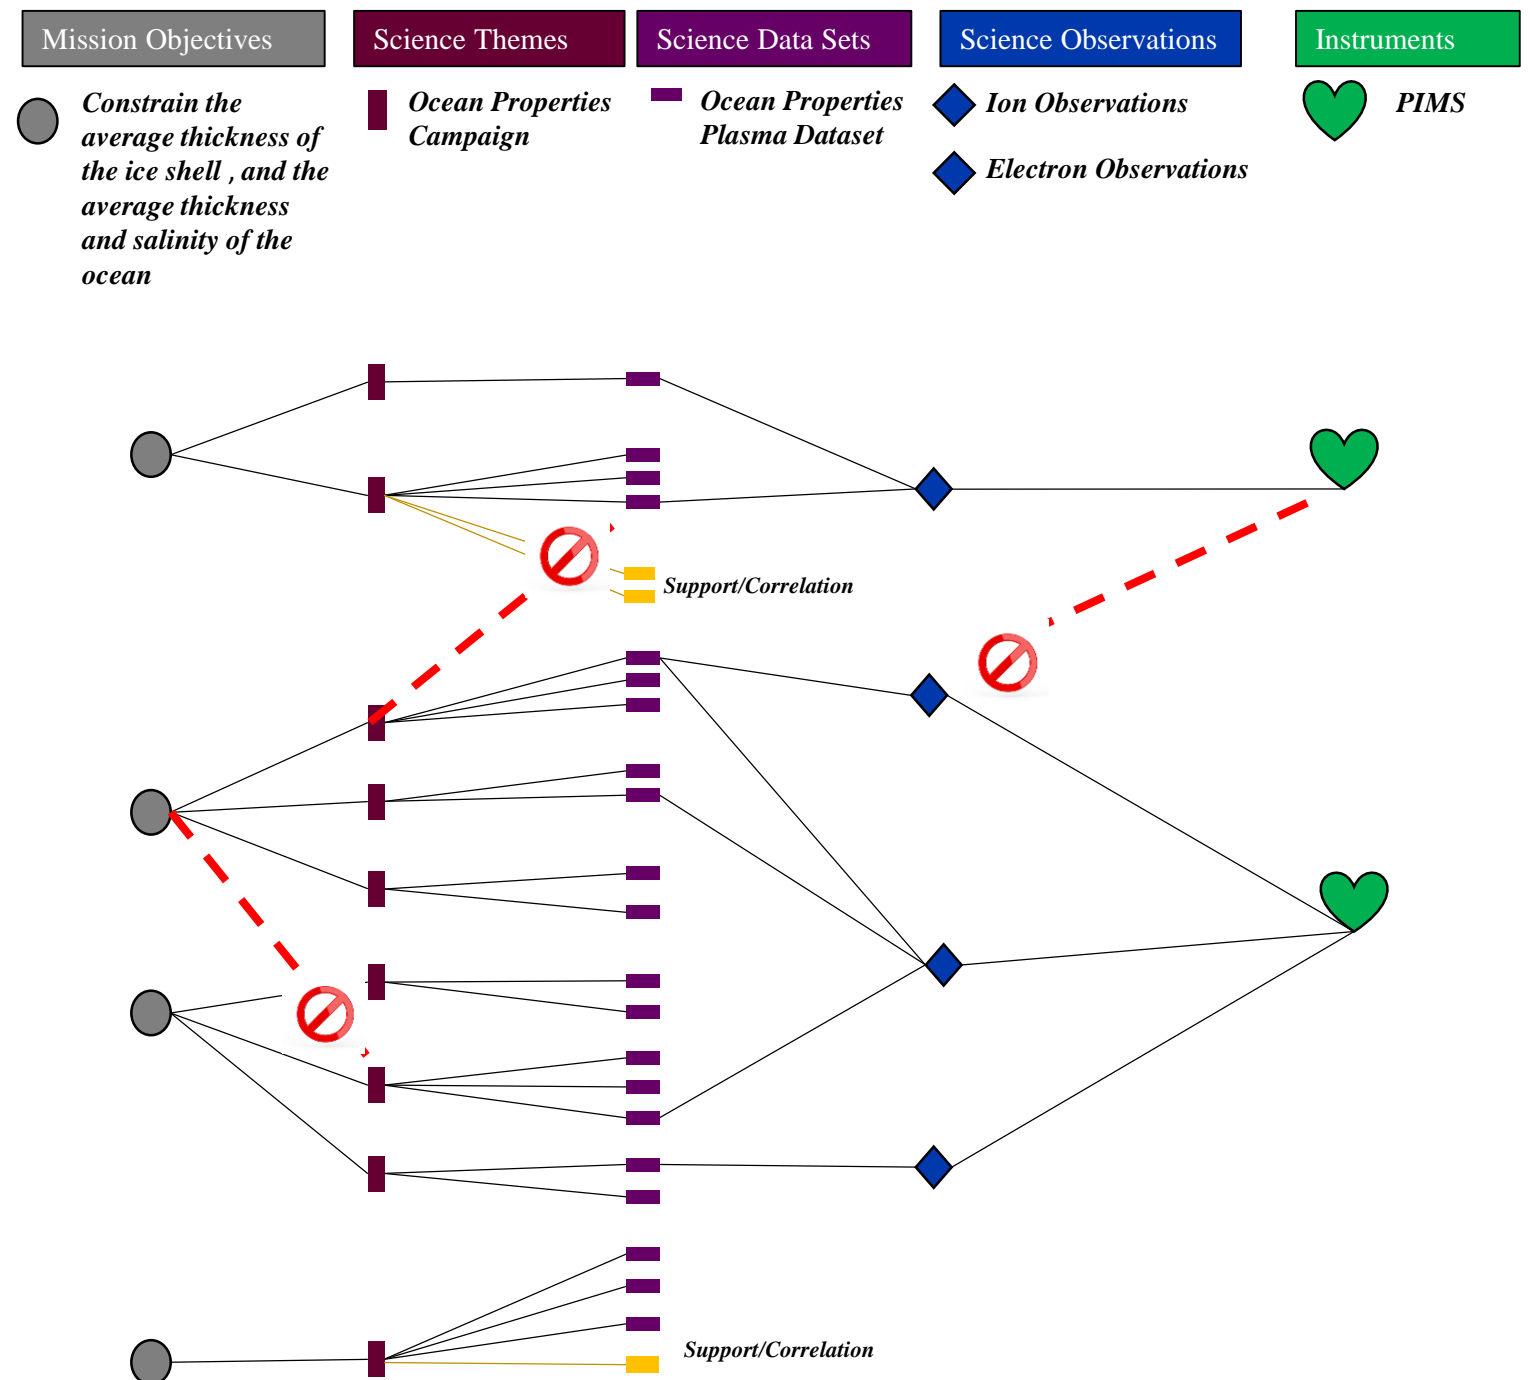 Mission Objectives
Science Themes
Science Data Sets
Science Observations
Instruments
Constrain the
average thickness of
the ice shell , and the
average thickness
and salinity of the
ocean
Ocean Properties
Campaign
Ocean Properties
Plasma Dataset
Ion Observations
Electron Observations
PIMS
Support/Correlation
Support/Correlation